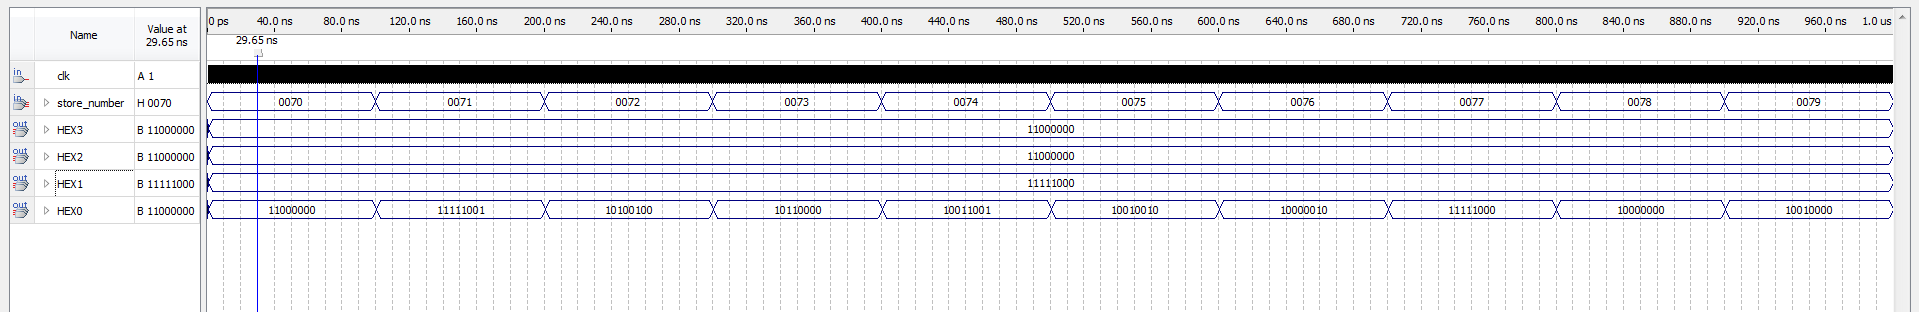 Name Value at 29.65 ns 0 ps 40.0 ns 80.0 ns 120.0 ns 160.0 ns 200.0 ns 240.0 ns 280.0 ns 320.0 ns 360.0 ns 400.0 ns 440.0 ns 480.0 ns 520.0 ns 560.0 ns 600.0 ns 640.0 ns 680.0 ns 720.0 ns 760.0 ns 800.0 ns 840.0 ns 880.0 ns 920.0 ns 960.0 ns 1.0 us
29.65 ns
in clk A 1
in store_number H 0070 0070 0071 0072 0073 0074 0075 0076 0077 0078 0079
out HEX3 B 11000000 11000000
out HEX2 B 11000000 11000000
out HEX1 B 11111000 11111000
out HEX0 B 11000000 11000000 11111001 10100100 10110000 10011001 10010010 10000010 11111000 10000000 10010000